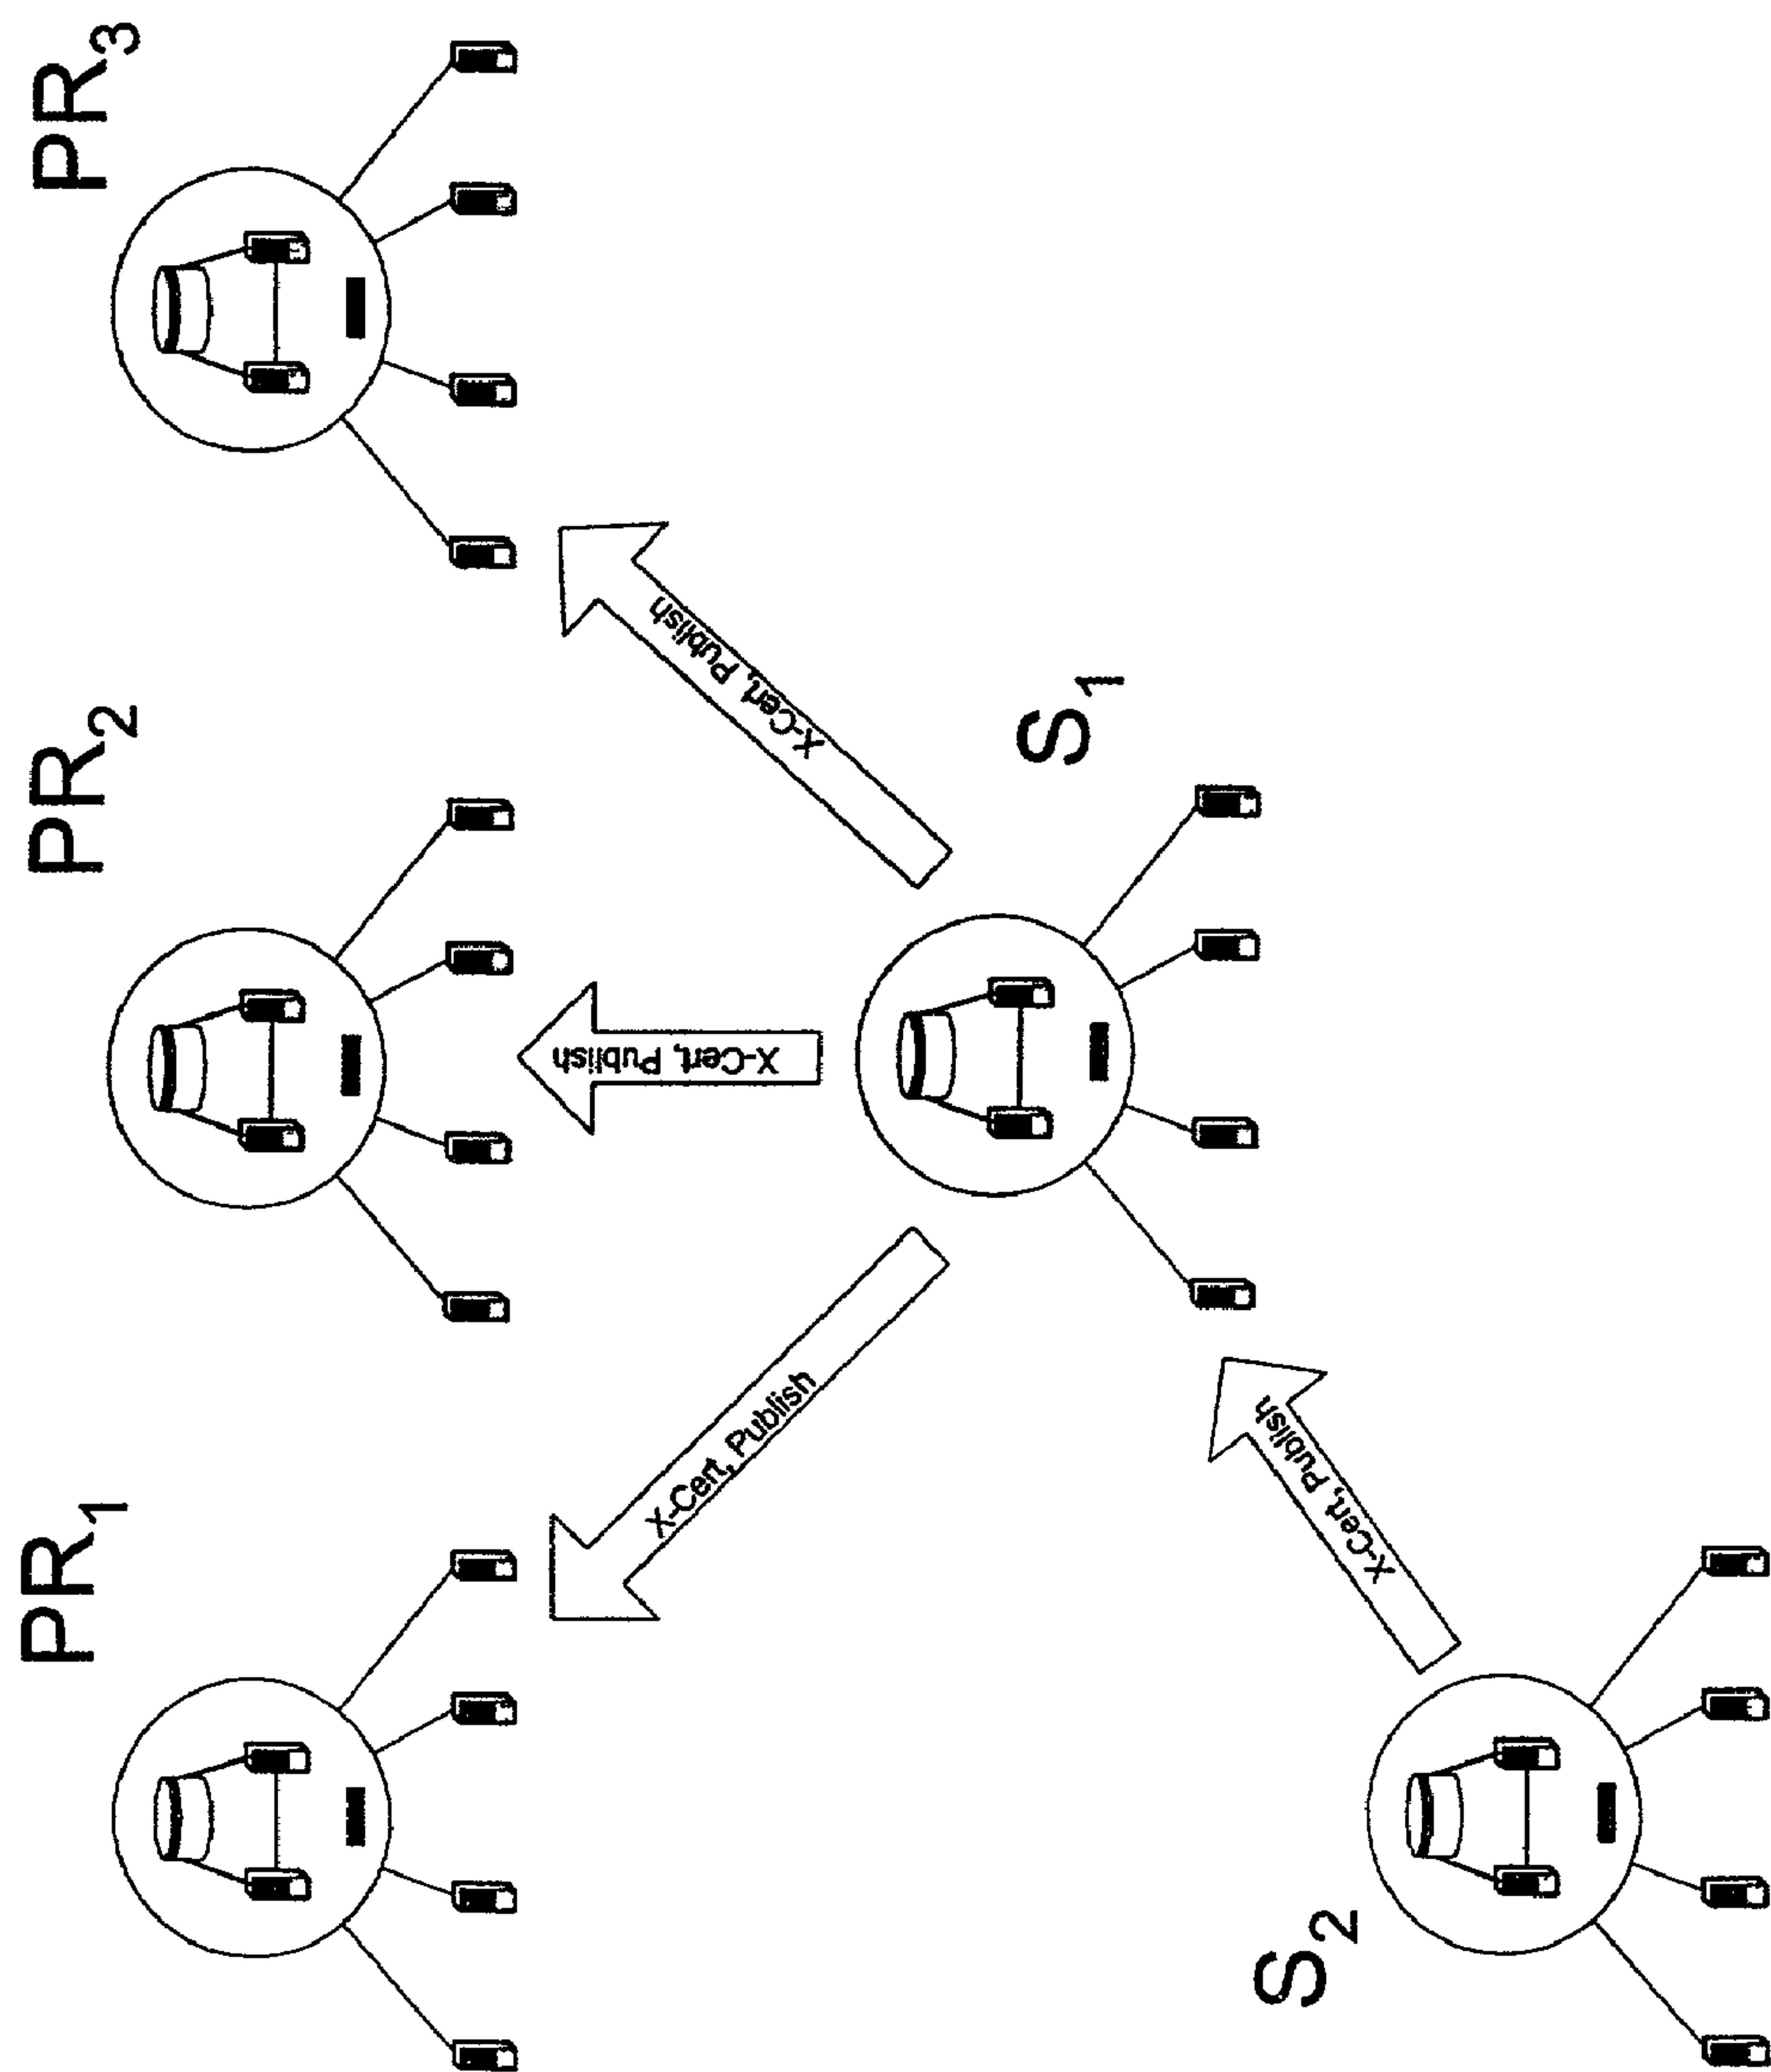 PR1
PR2
PR3
X-Cert, Publish
X-Cert, Publish
X-Cert, Publish
S1
X-Cert, Publish
S2